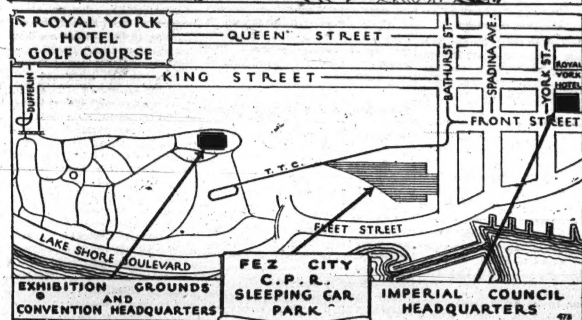 ROYAL YORK
HOTEL
GOLF COURSE
QUEEN STREET
KING STREET
DUFFERIN
BATHURST ST.
SPADINA AVE.
YORK ST.
ROYAL
YORK
HOTEL
FRONT STREET
T.T.C.
FLEET STREET
LAKE SHORE BOULEVARD
EXHIBITION GROUNDS
AND
CONVENTION HEADQUARTERS
FEZ CITY
C.P.R.
SLEEPING CAR
PARK
IMPERIAL COUNCIL
HEADQUARTERS